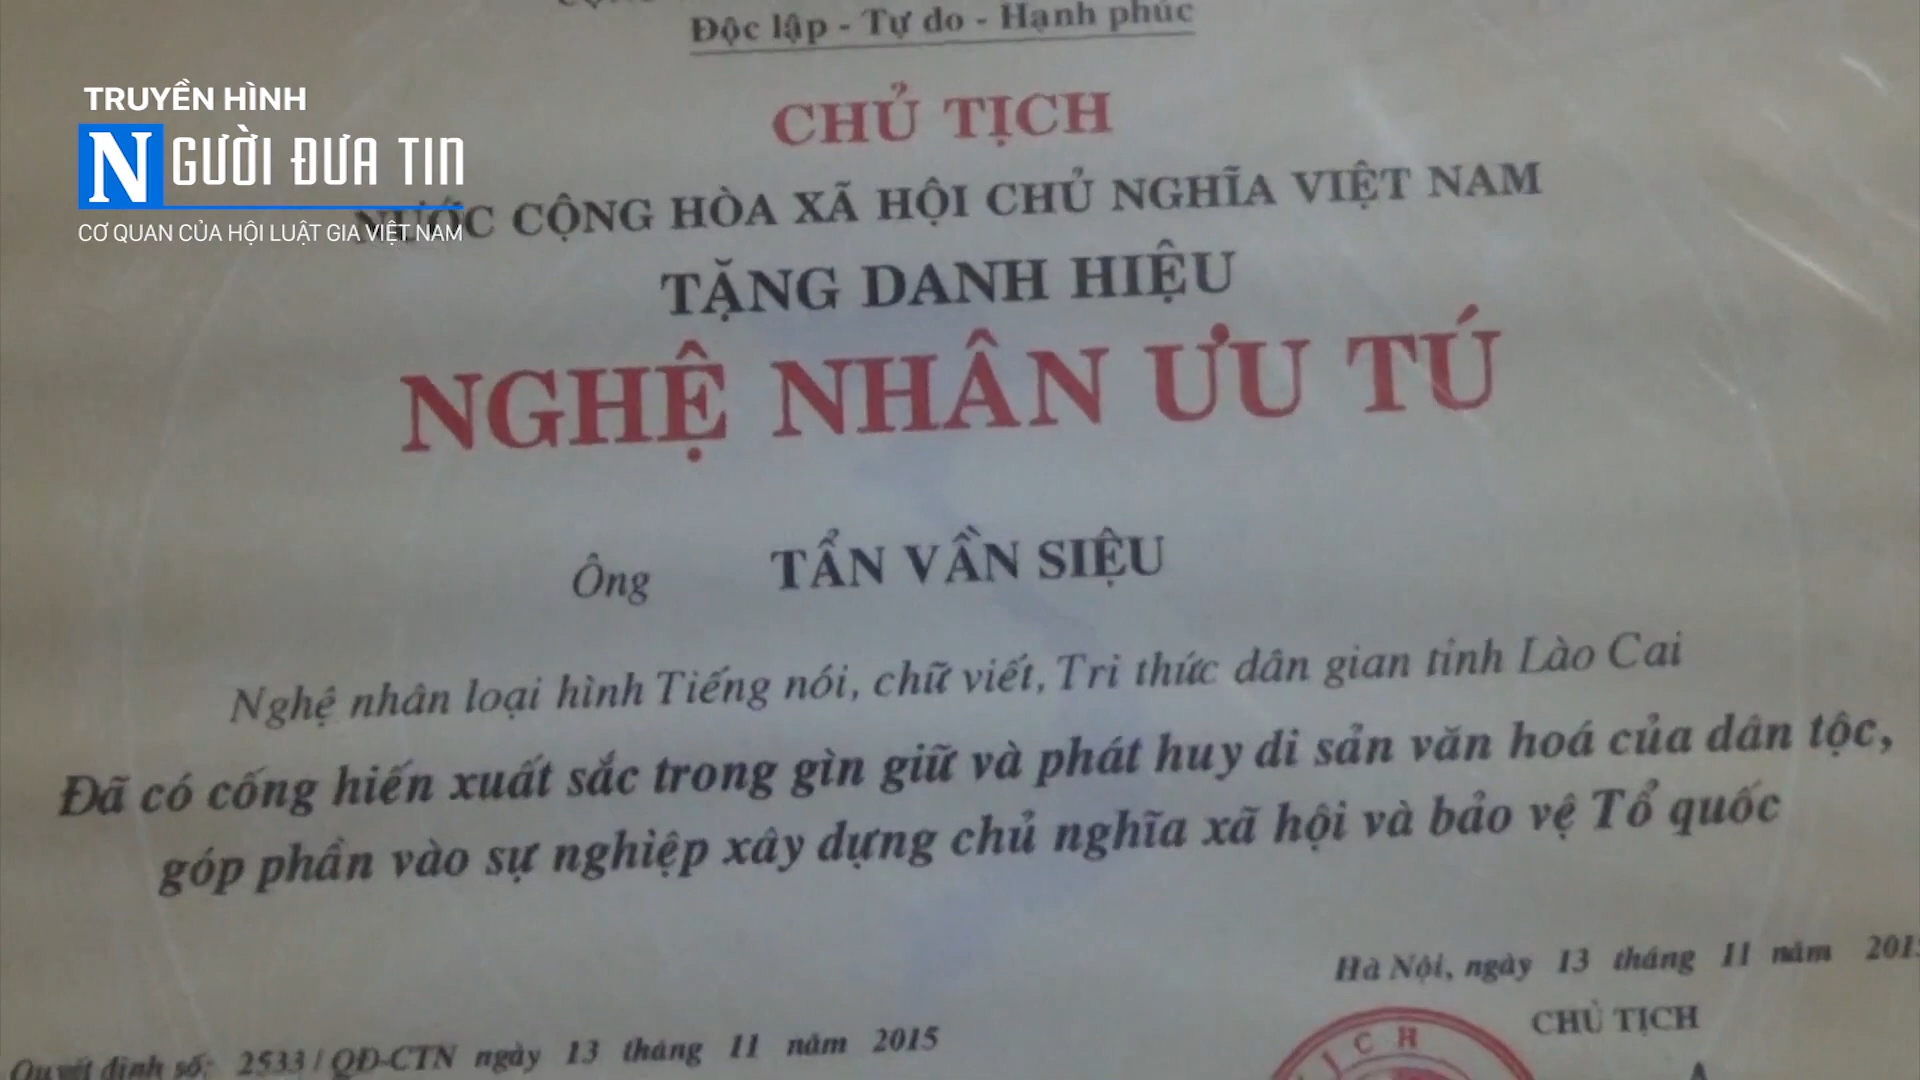 Độc lập - Tự do - Hạnh phúc
TRUYỀN HÌNH
NGƯỜI ĐƯA TIN
CƠ QUAN CỦA HỘI LUẬT GIA VIỆT NAM
CHỦ TỊCH
NƯỚC CỘNG HÒA XÃ HỘI CHỦ NGHĨA VIỆT NAM
TẶNG DANH HIỆU
NGHỆ NHÂN ƯU TÚ
Ông TẨN VẦN SIỆU
Nghệ nhân loại hình Tiếng nói, chữ viết, Tri thức dân gian tỉnh Lào Cai
Đã có cống hiến xuất sắc trong gìn giữ và phát huy di sản văn hoá của dân tộc,
góp phần vào sự nghiệp xây dựng chủ nghĩa xã hội và bảo vệ Tổ quốc
Hà Nội, ngày 13 tháng 11 năm 2015
CHỦ TỊCH
Quyết định số: 2533/QĐ-CTN ngày 13 tháng 11 năm 2015